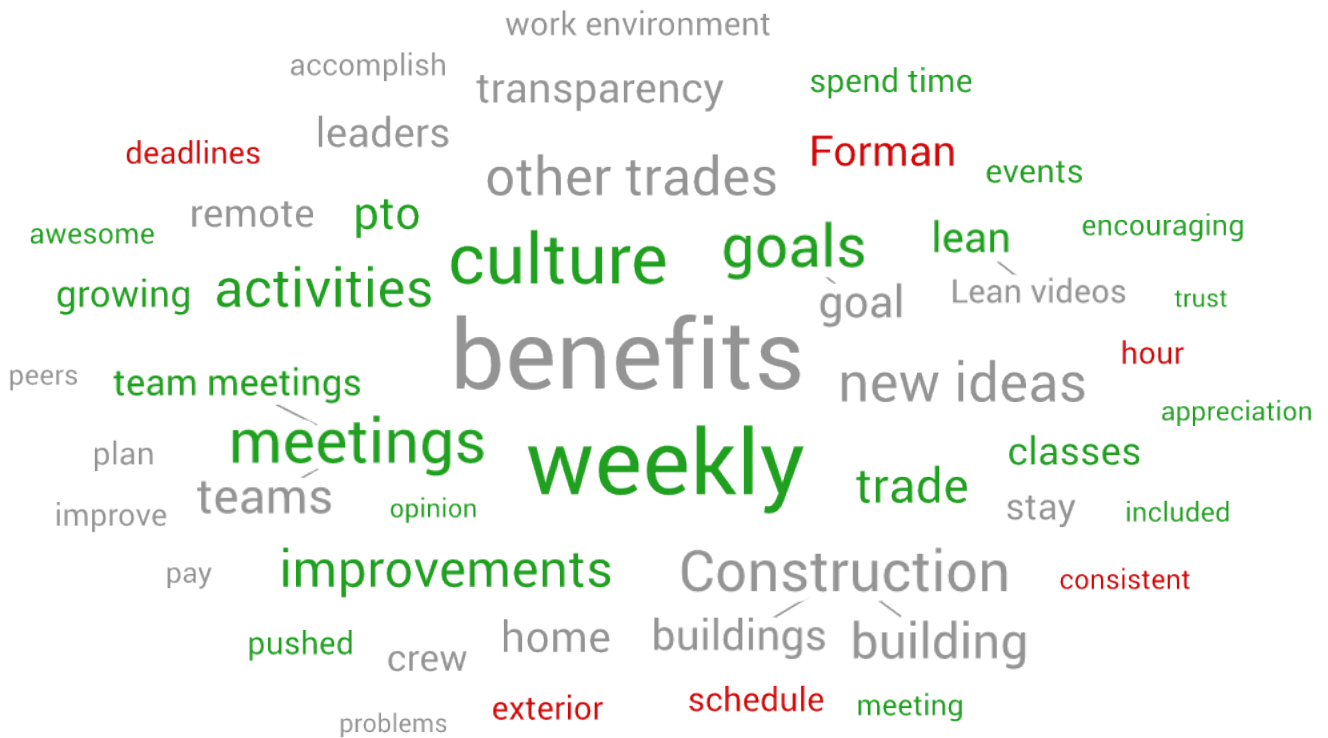 work environment
accomplish
transparency
spend time
leaders
deadlines
Forman
other trades
events
remote
pto
awesome
encouraging
culture
goals
lean
growing
activities
goal
Lean videos
trust
benefits
hour
peers
team meetings
new ideas
appreciation
meetings
weekly
classes
plan
trade
teams
stay
improve
opinion
included
pay
improvements
Construction
consistent
pushed
crew
home
buildings
building
exterior
schedule
meeting
problems